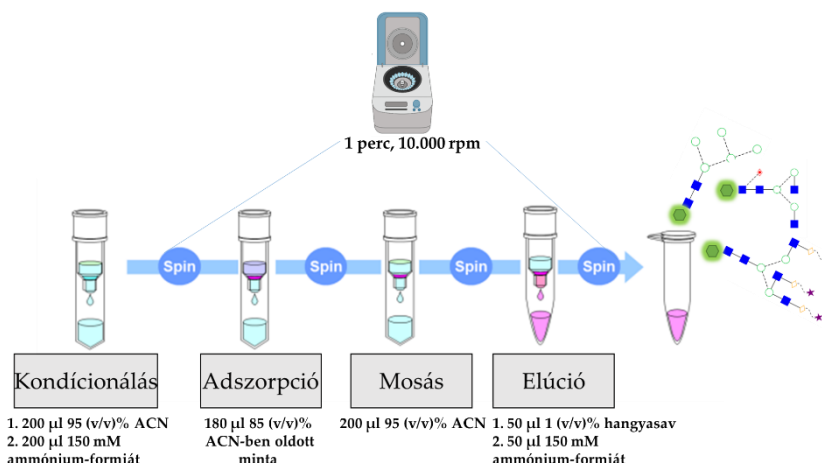 1 perc, 10.000 rpm
Spin
Spin
Spin
Spin
Kondícionálás
Adszorpció
Mosás
Elúció
1. 200 µl 95 (v/v)% ACN
2. 200 µl 150 mM
ammónium-formiát
180 µl 85 (v/v)%
ACN-ben oldott
minta
200 µl 95 (v/v)% ACN
1. 50 µl 1 (v/v)% hangyasav
2. 50 µl 150 mM
ammónium-formiát